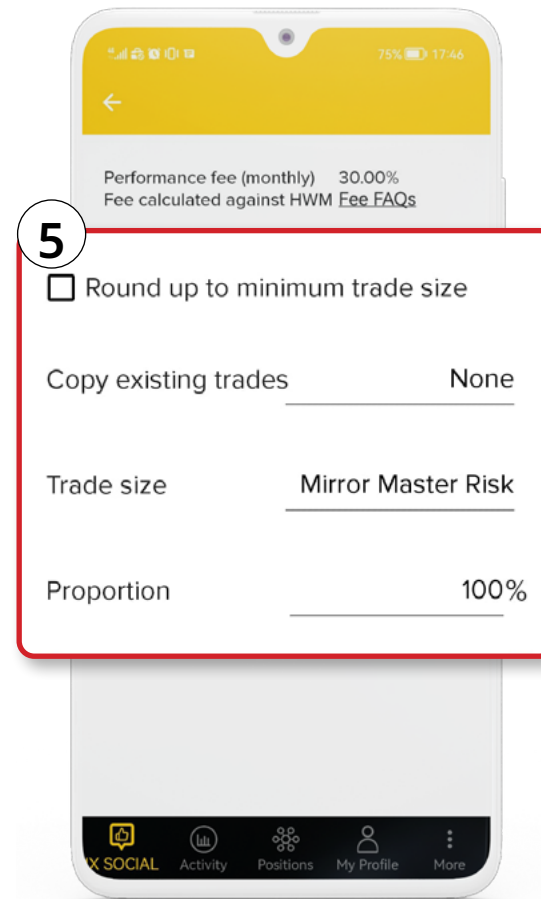 75% 17:46
Performance fee (monthly) 30.00%
Fee calculated against HWM Fee FAQs
5
Round up to minimum trade size
Copy existing trades None
Trade size Mirror Master Risk
Proportion 100%
X SOCIAL Activity Positions My Profile More